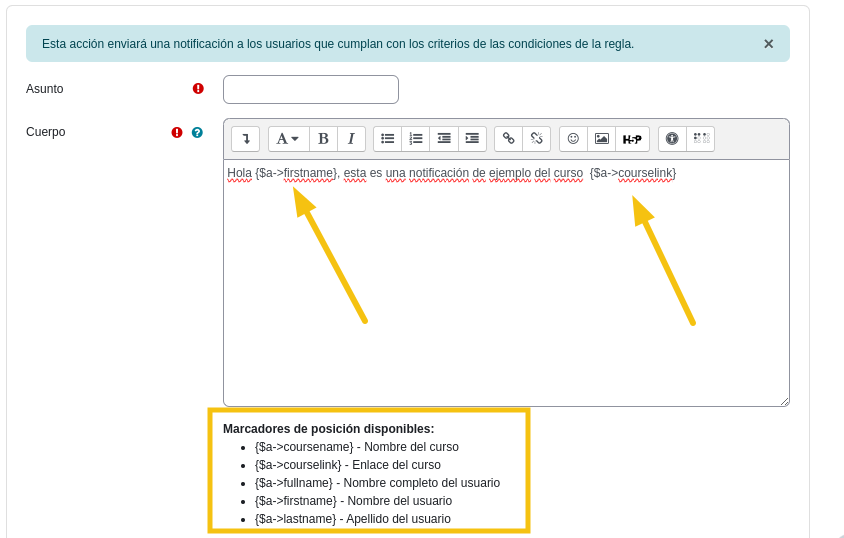 Esta acción enviará una notificación a los usuarios que cumplan con los criterios de las condiciones de la regla. ×
Asunto
Cuerpo
A B I H-P
Hola {$a->firstname}, esta es una notificación de ejemplo del curso {$a->courselink}
Marcadores de posición disponibles:
• {$a->coursename} - Nombre del curso
• {$a->courselink} - Enlace del curso
• {$a->fullname} - Nombre completo del usuario
• {$a->firstname} - Nombre del usuario
• {$a->lastname} - Apellido del usuario